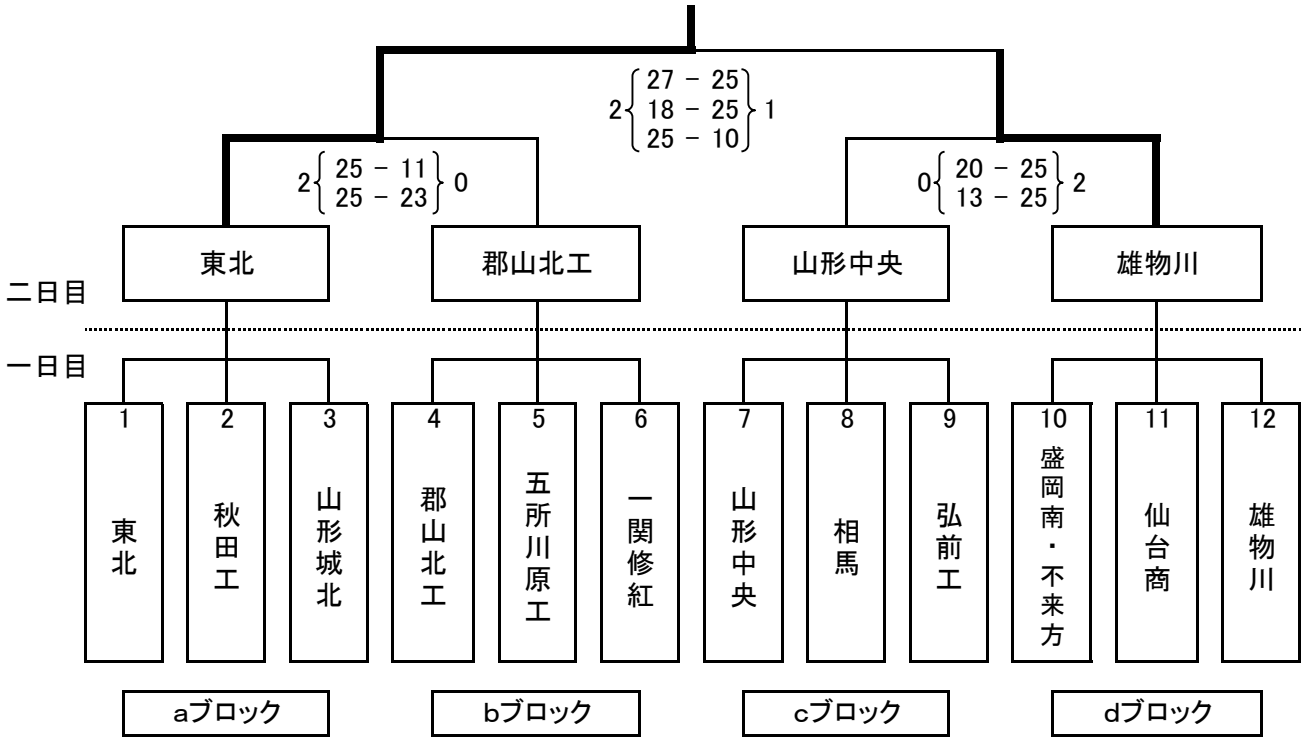 27 － 25
2 18 － 25 1
25 － 10
2 25 － 11 0
25 － 23
0 20 － 25 2
13 － 25
東北 郡山北工 山形中央 雄物川
二日目
一日目
1 2 3 4 5 6 7 8 9 10 11 12
東北
秋田工
山形城北
郡山北工
五所川原工
一関修紅
山形中央
相馬
弘前工
盛岡南・不来方
仙台商
雄物川
aブロック bブロック cブロック dブロック